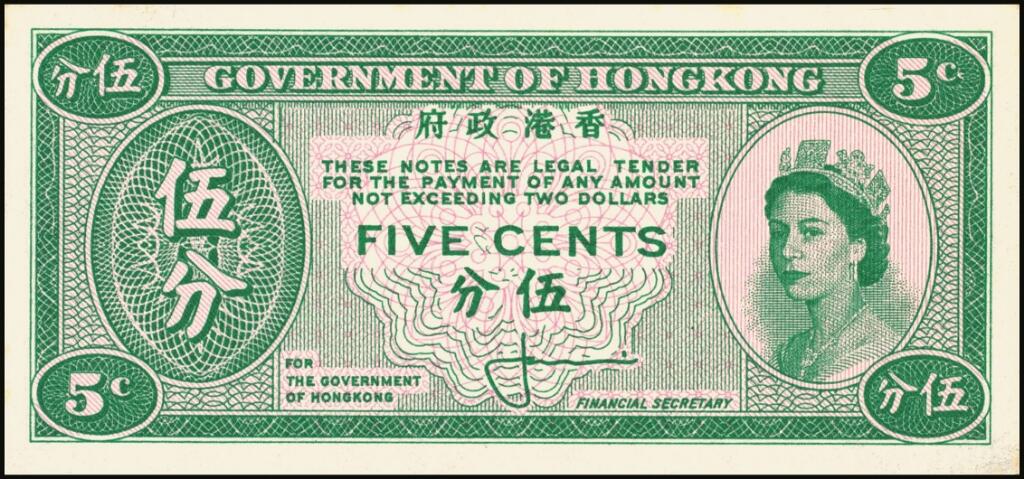 伍分
GOVERNMENT OF HONGKONG
5¢
香港政府
THESE NOTES ARE LEGAL TENDER
FOR THE PAYMENT OF ANY AMOUNT
NOT EXCEEDING TWO DOLLARS
伍
分
FIVE CENTS
伍分
FOR
THE GOVERNMENT
OF HONGKONG
FINANCIAL SECRETARY
5c
伍分